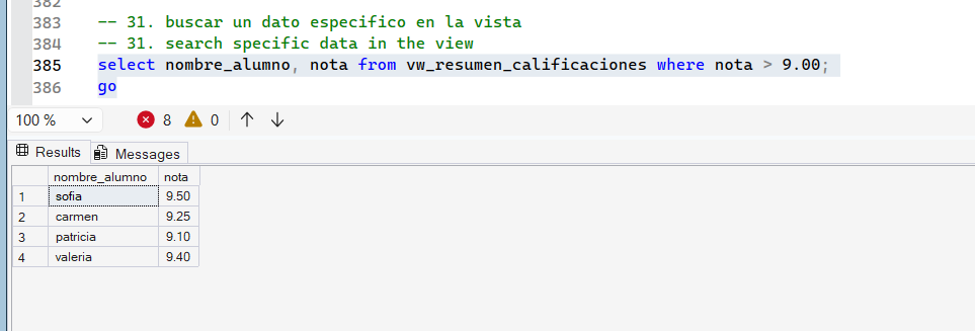 382
383 -- 31. buscar un dato especifico en la vista
384 -- 31. search specific data in the view
385 select nombre_alumno, nota from vw_resumen_calificaciones where nota > 9.00;
386 go
100 % 8 0
Results Messages
nombre_alumno nota
1 sofia 9.50
2 carmen 9.25
3 patricia 9.10
4 valeria 9.40